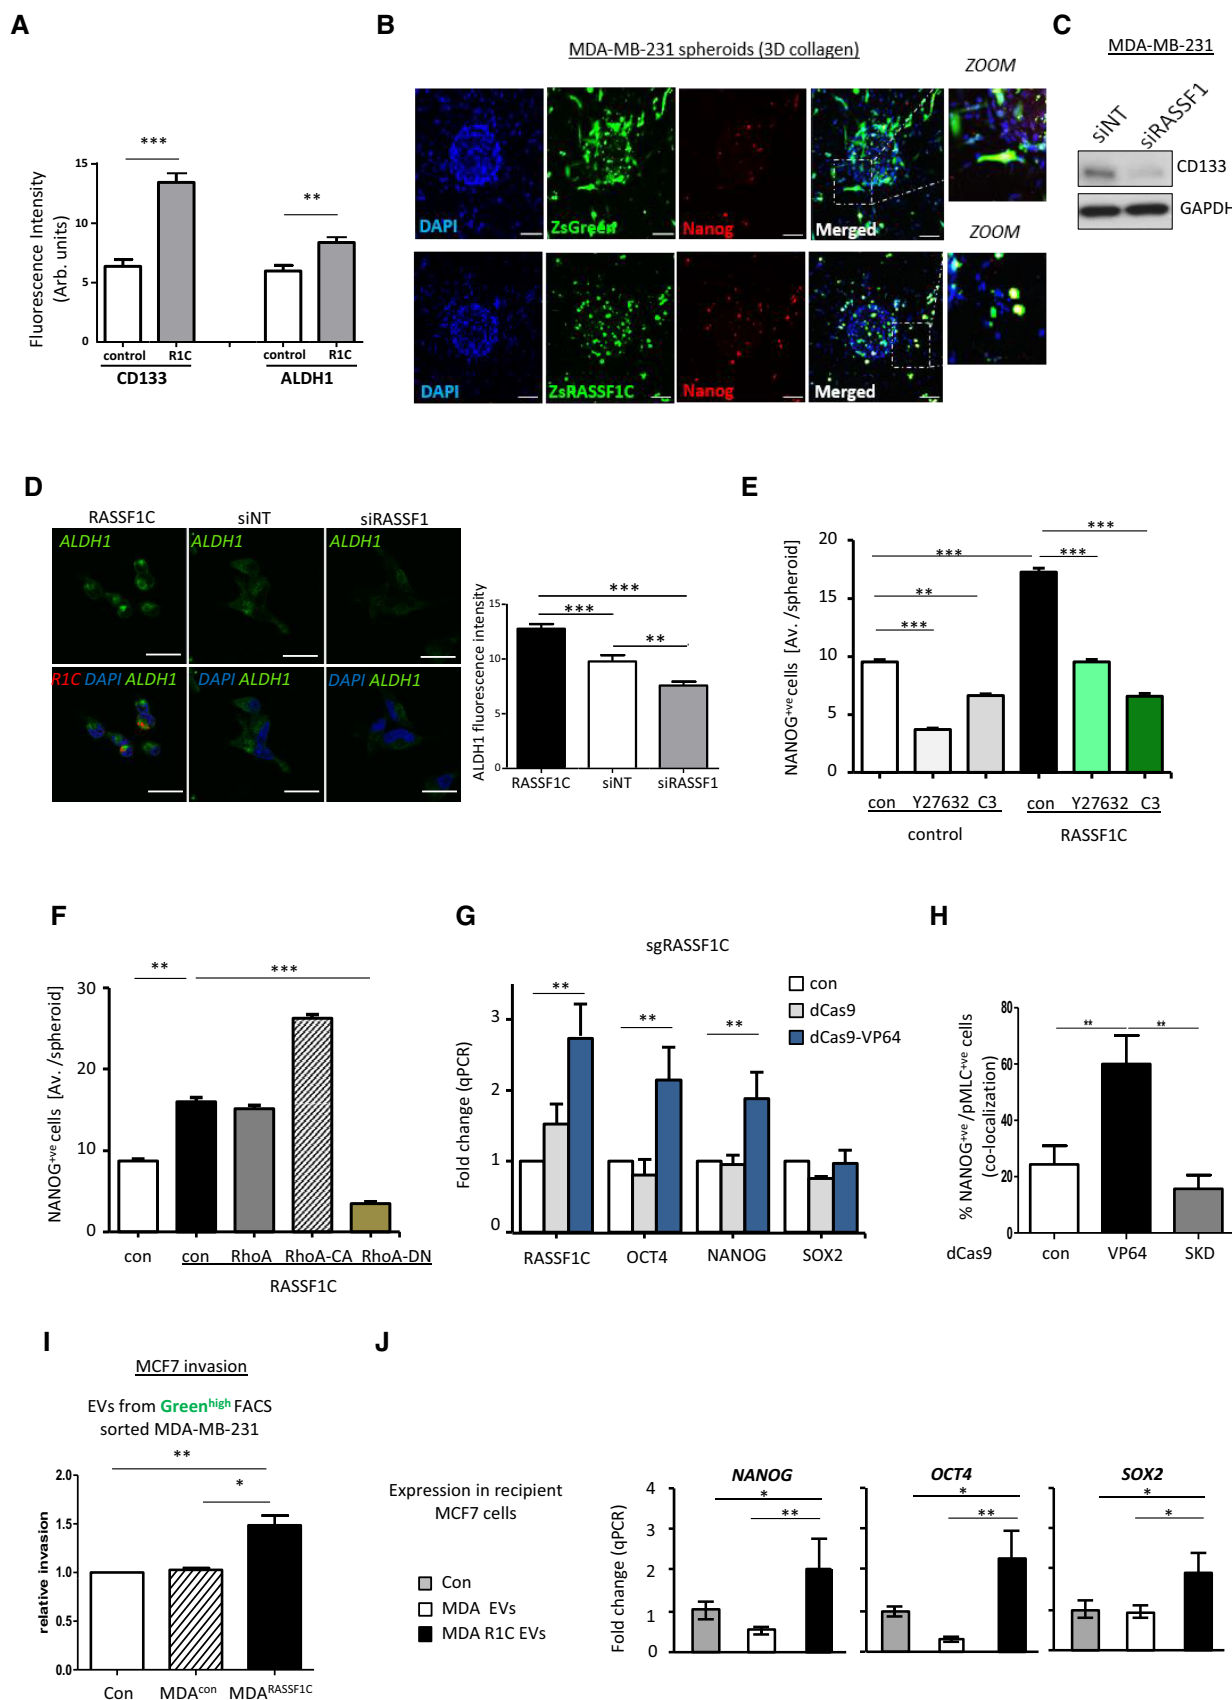 A
Fluorescence Intensity
(Arb. units)
15
10
5
0
***
**
control
R1C
control
R1C
CD133
ALDH1
B
MDA-MB-231 spheroids (3D collagen)
ZOOM
DAPI
ZsGreen
Nanog
Merged
ZOOM
DAPI
ZsRASSF1C
Nanog
Merged
C
MDA-MB-231
siNT
siRASSF1
CD133
GAPDH
D
RASSF1C
siNT
siRASSF1
ALDH1
ALDH1
ALDH1
R1C DAPI ALDH1
DAPI ALDH1
DAPI ALDH1
ALDH1 fluorescence intensity
15
10
5
0
***
***
**
RASSF1C
siNT
siRASSF1
E
NANOG+ve cells [Av. /spheroid]
20
15
10
5
0
***
***
***
**
***
con
Y27632
C3
con
Y27632
C3
control
RASSF1C
F
NANOG+ve cells [Av. /spheroid]
30
20
10
0
**
***
con
con
RhoA
RhoA-CA
RhoA-DN
RASSF1C
G
sgRASSF1C
Fold change (qPCR)
3
2
1
0
**
**
**
con
dCas9
dCas9-VP64
RASSF1C
OCT4
NANOG
SOX2
H
% NANOG+ve/pMLC+ve cells
(co-localization)
80
60
40
20
0
**
**
dCas9
con
VP64
SKD
I
MCF7 invasion
EVs from Greenhigh FACS
sorted MDA-MB-231
relative invasion
2.0
1.5
1.0
0.5
0.0
**
*
Con
MDAcon
MDARASSF1C
J
Expression in recipient
MCF7 cells
Con
MDA EVs
MDA R1C EVs
Fold change (qPCR)
4
3
2
1
0
NANOG
*
**
OCT4
*
**
SOX2
*
*